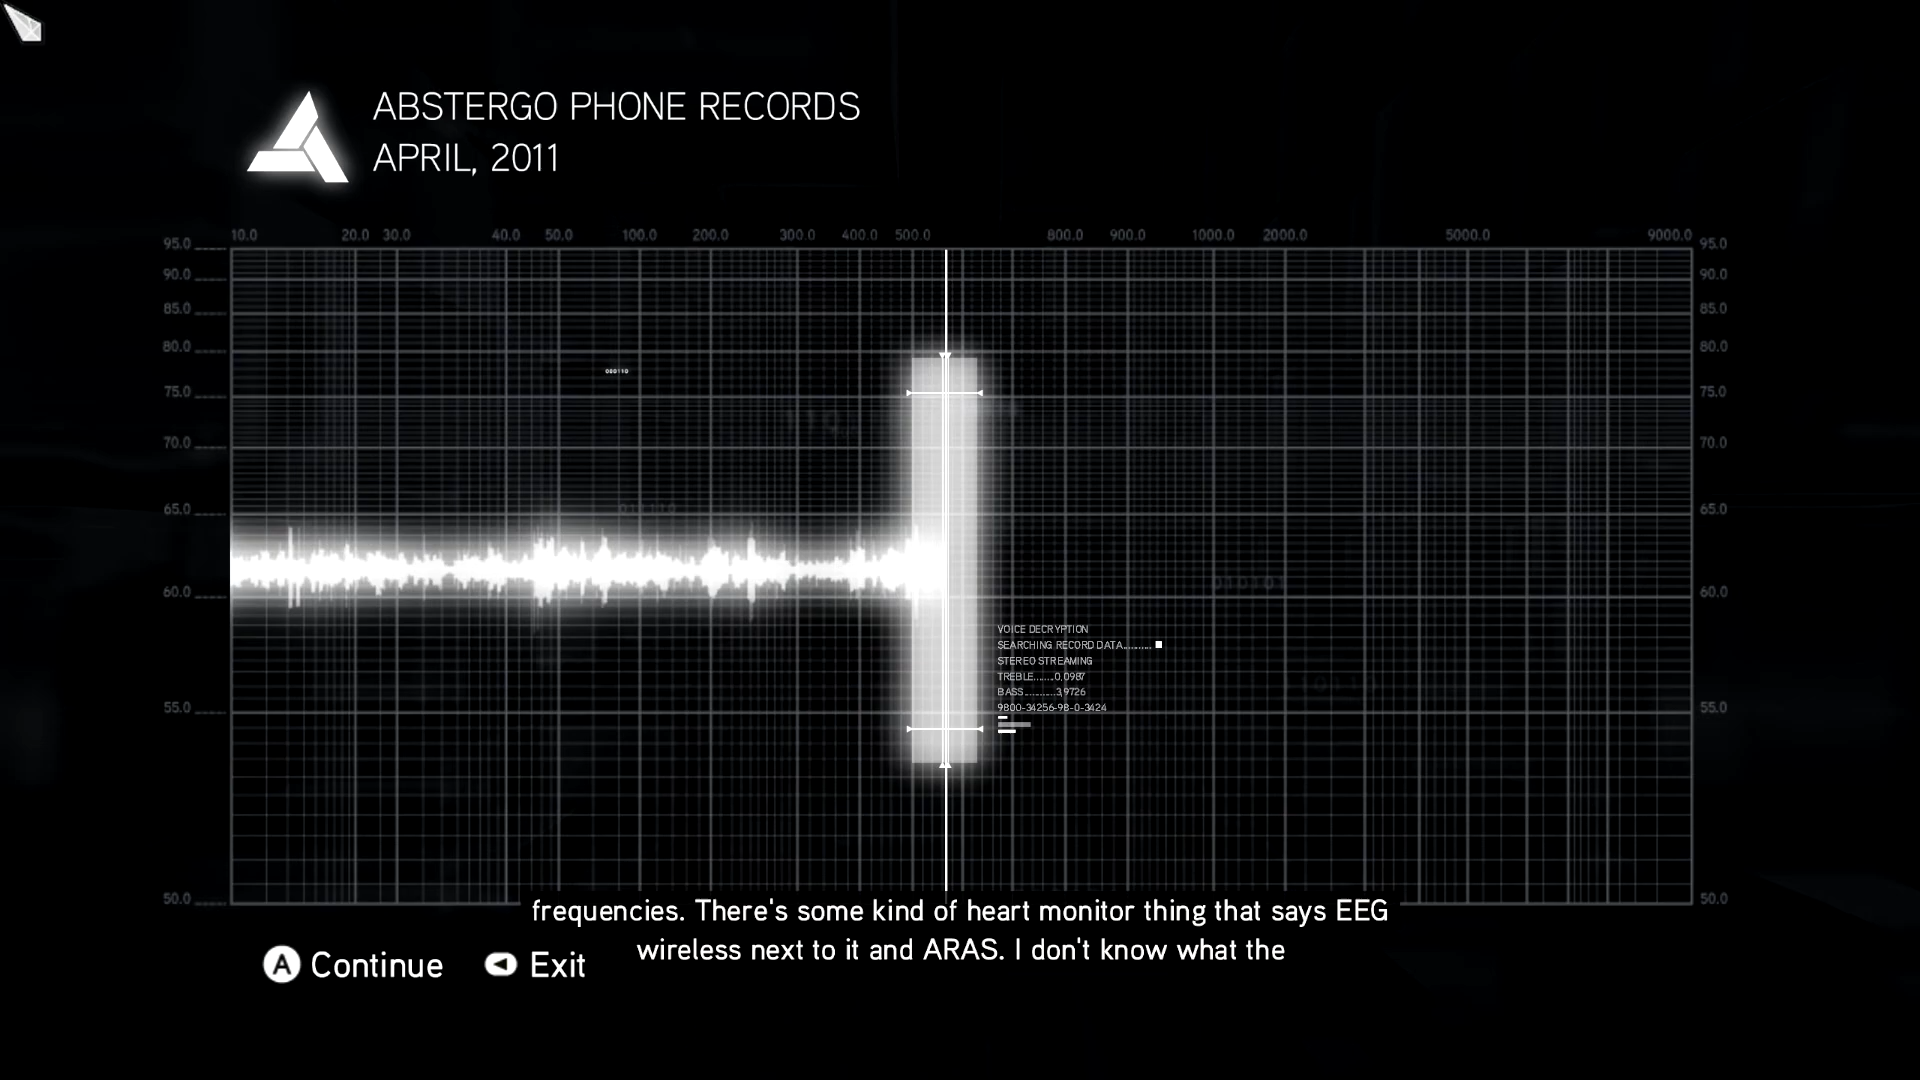 ABSTERGO PHONE RECORDS
APRIL, 2011
10.0 20.0 30.0 40.0 50.0 100.0 200.0 300.0 400.0 500.0 800.0 900.0 1000.0 2000.0 5000.0 9000.0
95.0 95.0
90.0 90.0
85.0 85.0
80.0 80.0
000110
75.0 75.0
70.0 70.0
65.0 65.0
010101
60.0 60.0
VOICE DECRYPTION
SEARCHING RECORD DATA..........
STEREO STREAMING
TREBLE.......0,0987
BASS...........3,9726
9800-34256-98-0-3424
55.0 55.0
50.0 50.0
frequencies. There's some kind of heart monitor thing that says EEG
wireless next to it and ARAS. I don't know what the
A Continue Exit